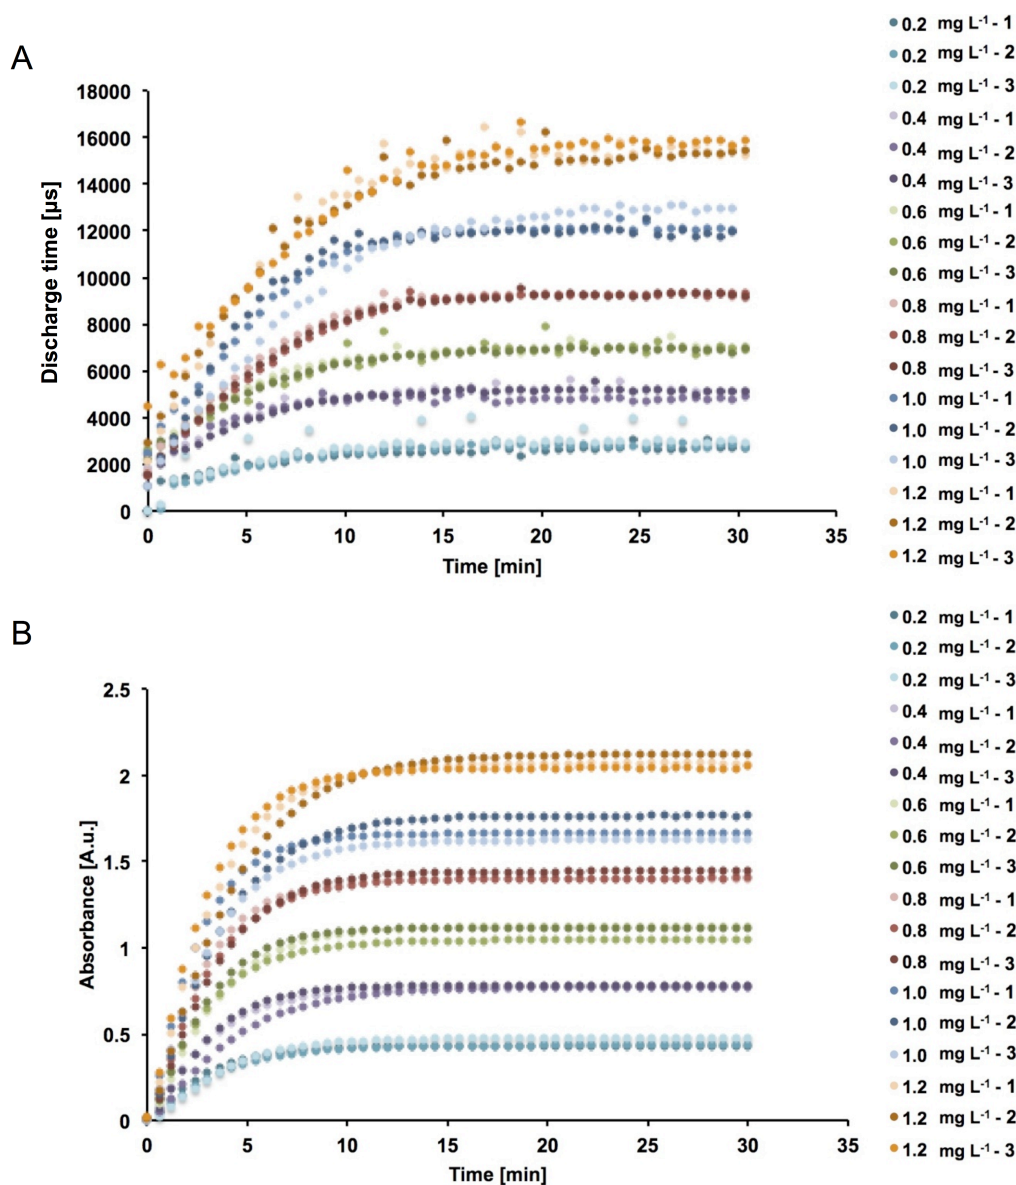 A
Discharge time [µs]
18000
16000
14000
12000
10000
8000
6000
4000
2000
0
0 5 10 15 20 25 30 35
Time [min]
0.2 mg L-1 - 1
0.2 mg L-1 - 2
0.2 mg L-1 - 3
0.4 mg L-1 - 1
0.4 mg L-1 - 2
0.4 mg L-1 - 3
0.6 mg L-1 - 1
0.6 mg L-1 - 2
0.6 mg L-1 - 3
0.8 mg L-1 - 1
0.8 mg L-1 - 2
0.8 mg L-1 - 3
1.0 mg L-1 - 1
1.0 mg L-1 - 2
1.0 mg L-1 - 3
1.2 mg L-1 - 1
1.2 mg L-1 - 2
1.2 mg L-1 - 3
B
Absorbance [A.u.]
2.5
2
1.5
1
0.5
0
0 5 10 15 20 25 30 35
Time [min]
0.2 mg L-1 - 1
0.2 mg L-1 - 2
0.2 mg L-1 - 3
0.4 mg L-1 - 1
0.4 mg L-1 - 2
0.4 mg L-1 - 3
0.6 mg L-1 - 1
0.6 mg L-1 - 2
0.6 mg L-1 - 3
0.8 mg L-1 - 1
0.8 mg L-1 - 2
0.8 mg L-1 - 3
1.0 mg L-1 - 1
1.0 mg L-1 - 2
1.0 mg L-1 - 3
1.2 mg L-1 - 1
1.2 mg L-1 - 2
1.2 mg L-1 - 3